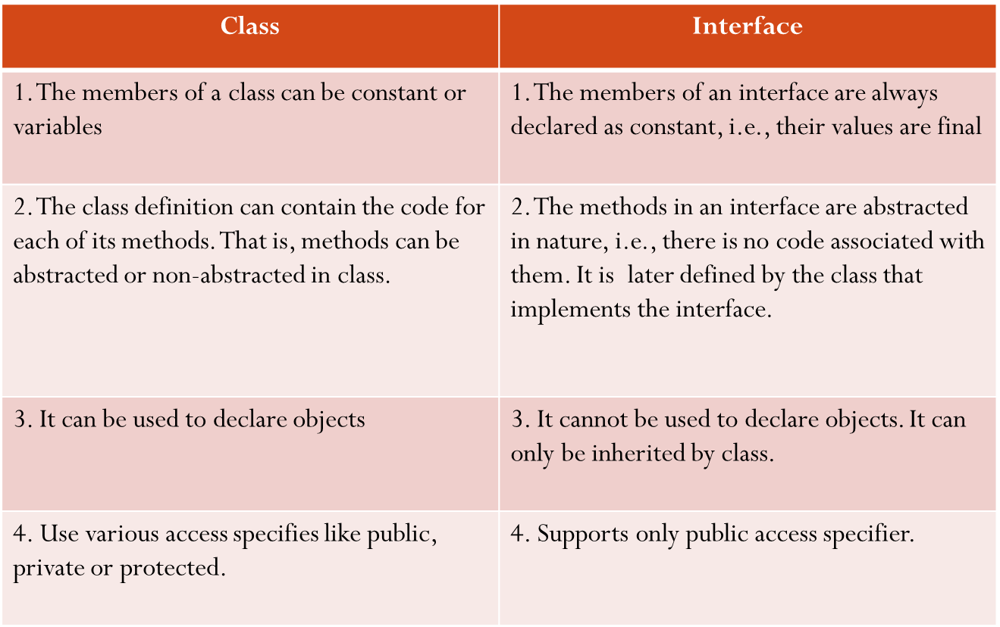 Class
Interface
1. The members of a class can be constant or
variables
1. The members of an interface are always
declared as constant, i.e., their values are final
2. The class definition can contain the code for
each of its methods. That is, methods can be
abstracted or non-abstracted in class.
2. The methods in an interface are abstracted
in nature, i.e., there is no code associated with
them. It is later defined by the class that
implements the interface.
3. It can be used to declare objects
3. It cannot be used to declare objects. It can
only be inherited by class.
4. Use various access specifies like public,
private or protected.
4. Supports only public access specifier.